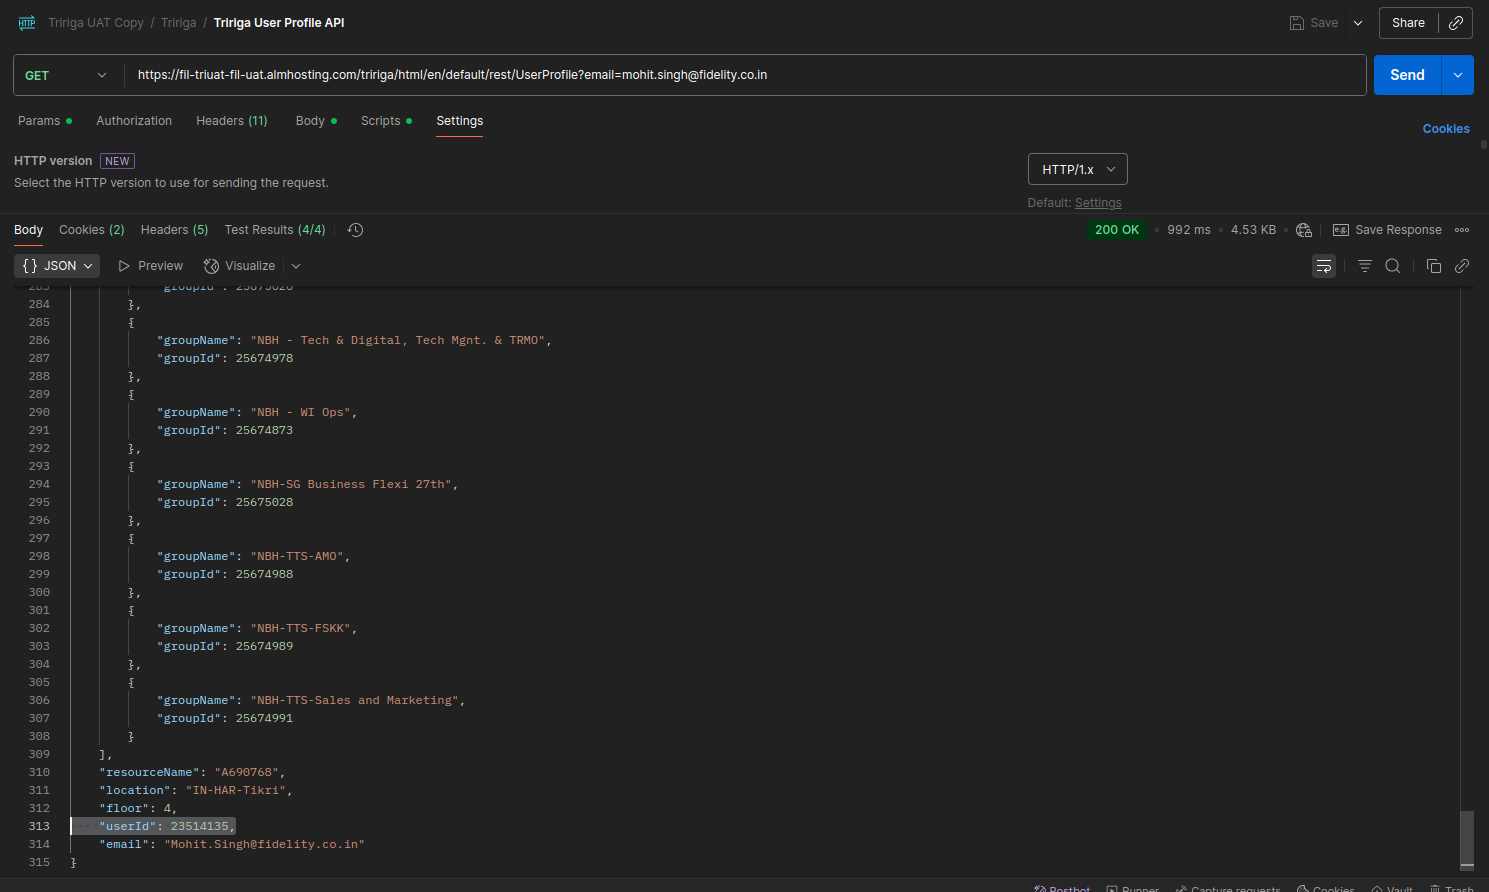 HTTP Tririga UAT Copy / Tririga / Tririga User Profile API Save Share
GET https://fil-triuat-fil-uat.almhosting.com/tririga/html/en/default/rest/UserProfile?email=mohit.singh@fidelity.co.in Send
Params Authorization Headers (11) Body Scripts Settings Cookies
HTTP version NEW
Select the HTTP version to use for sending the request.
HTTP/1.x
Default: Settings
Body Cookies (2) Headers (5) Test Results (4/4) 200 OK 992 ms 4.53 KB e.g. Save Response
{} JSON Preview Visualize
283 "groupId": 25675020
284 },
285 {
286 "groupName": "NBH - Tech & Digital, Tech Mgnt. & TRMO",
287 "groupId": 25674978
288 },
289 {
290 "groupName": "NBH - WI Ops",
291 "groupId": 25674873
292 },
293 {
294 "groupName": "NBH-SG Business Flexi 27th",
295 "groupId": 25675028
296 },
297 {
298 "groupName": "NBH-TTS-AMO",
299 "groupId": 25674988
300 },
301 {
302 "groupName": "NBH-TTS-FSKK",
303 "groupId": 25674989
304 },
305 {
306 "groupName": "NBH-TTS-Sales and Marketing",
307 "groupId": 25674991
308 }
309 ],
310 "resourceName": "A690768",
311 "location": "IN-HAR-Tikri",
312 "floor": 4,
313 "userId": 23514135,
314 "email": "Mohit.Singh@fidelity.co.in"
315 }
Postbot Runner Capture requests Cookies Vault Trash